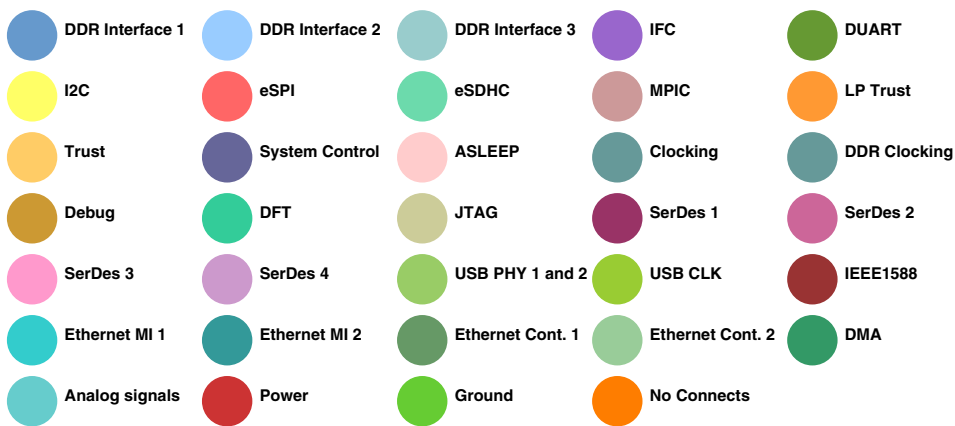 DDR Interface 1 DDR Interface 2 DDR Interface 3 IFC DUART
I2C eSPI eSDHC MPIC LP Trust
Trust System Control ASLEEP Clocking DDR Clocking
Debug DFT JTAG SerDes 1 SerDes 2
SerDes 3 SerDes 4 USB PHY 1 and 2 USB CLK IEEE1588
Ethernet MI 1 Ethernet MI 2 Ethernet Cont. 1 Ethernet Cont. 2 DMA
Analog signals Power Ground No Connects